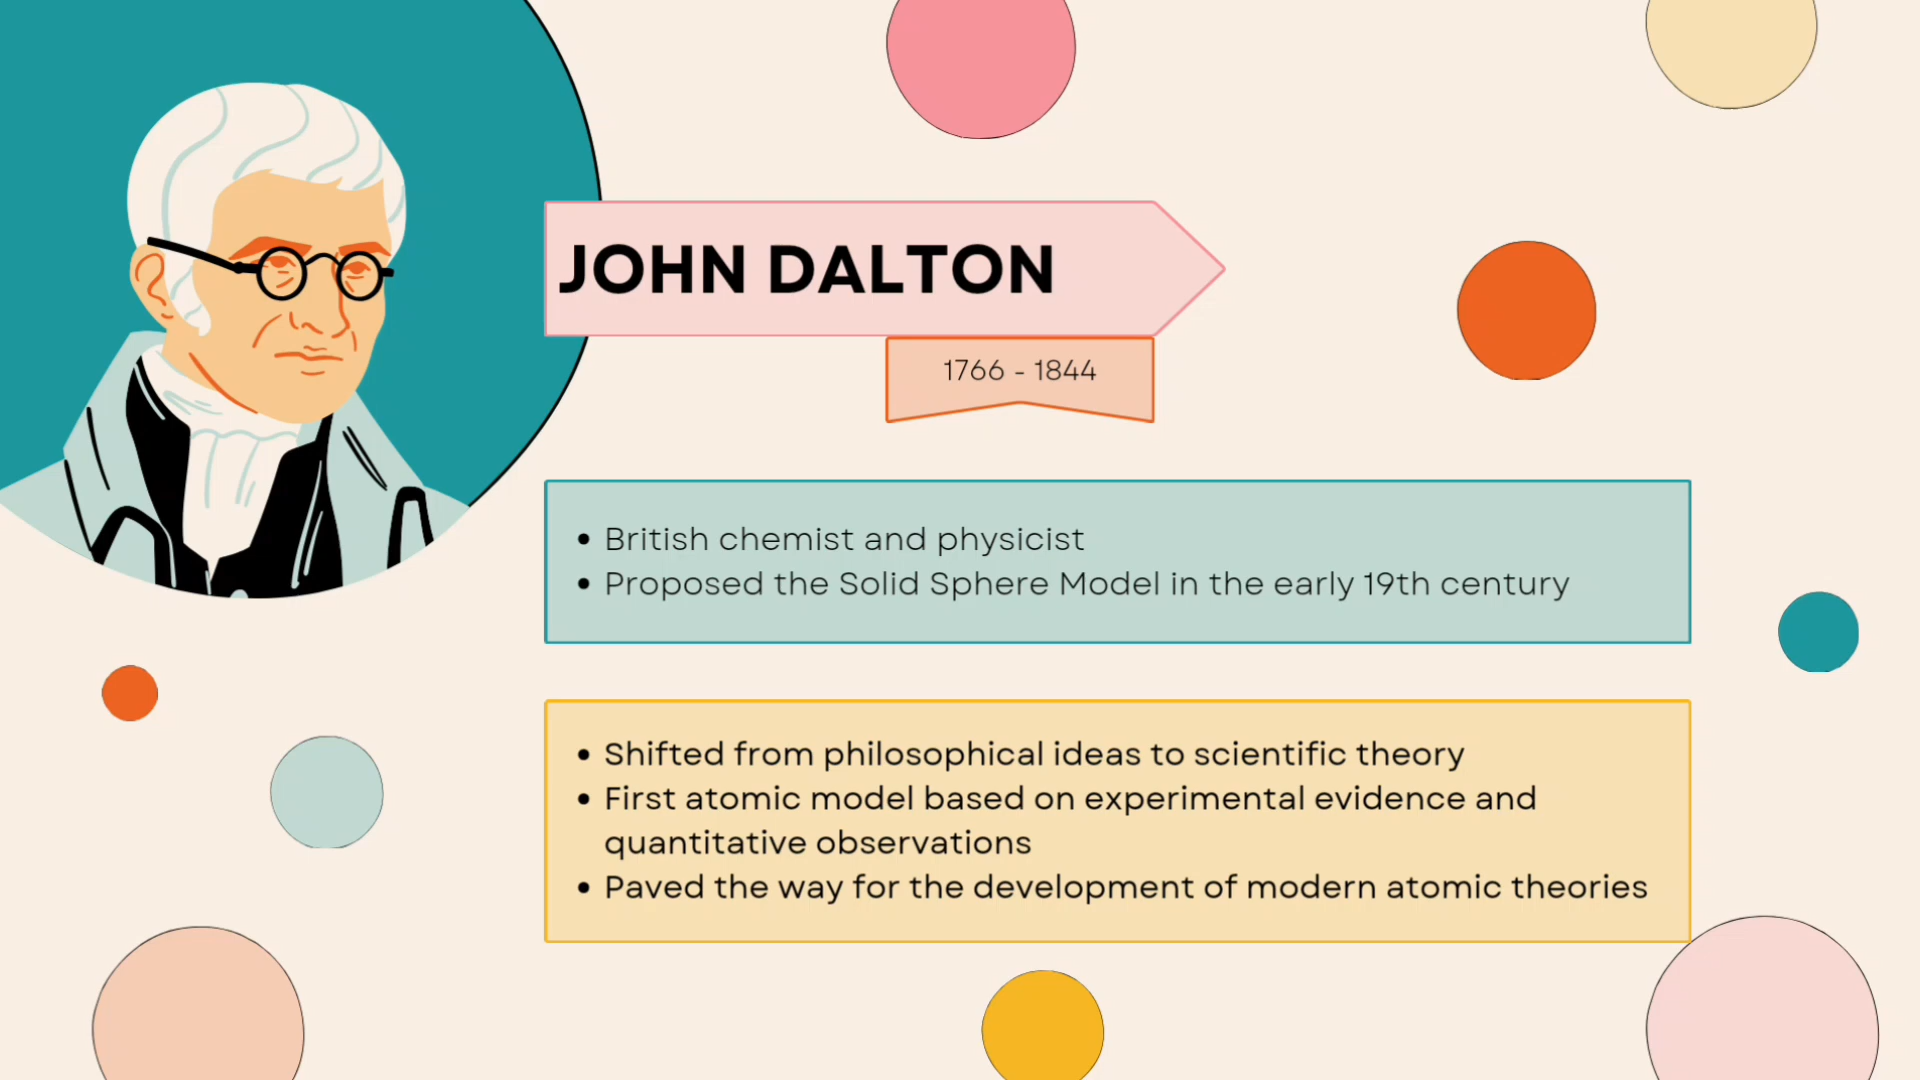 JOHN DALTON
1766 - 1844
• British chemist and physicist
• Proposed the Solid Sphere Model in the early 19th century
• Shifted from philosophical ideas to scientific theory
• First atomic model based on experimental evidence and
quantitative observations
• Paved the way for the development of modern atomic theories